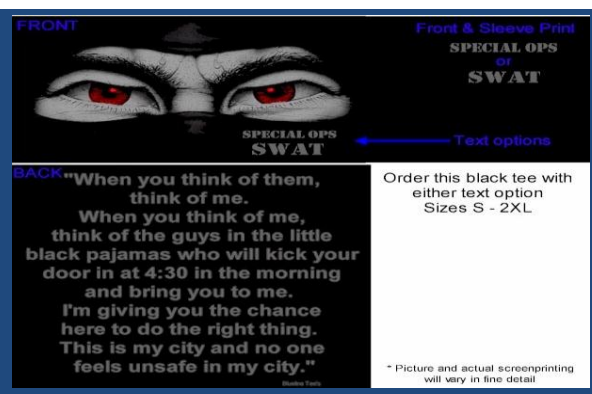 FRONT
Front & Sleeve Print
SPECIAL OPS
or
SWAT
SPECIAL OPS
SWAT
Text options
BACK
"When you think of them,
think of me.
When you think of me,
think of the guys in the little
black pajamas who will kick your
door in at 4:30 in the morning
and bring you to me.
I'm giving you the chance
here to do the right thing.
This is my city and no one
feels unsafe in my city."
Order this black tee with
either text option
Sizes S - 2XL
* Picture and actual screenprinting
will vary in fine detail